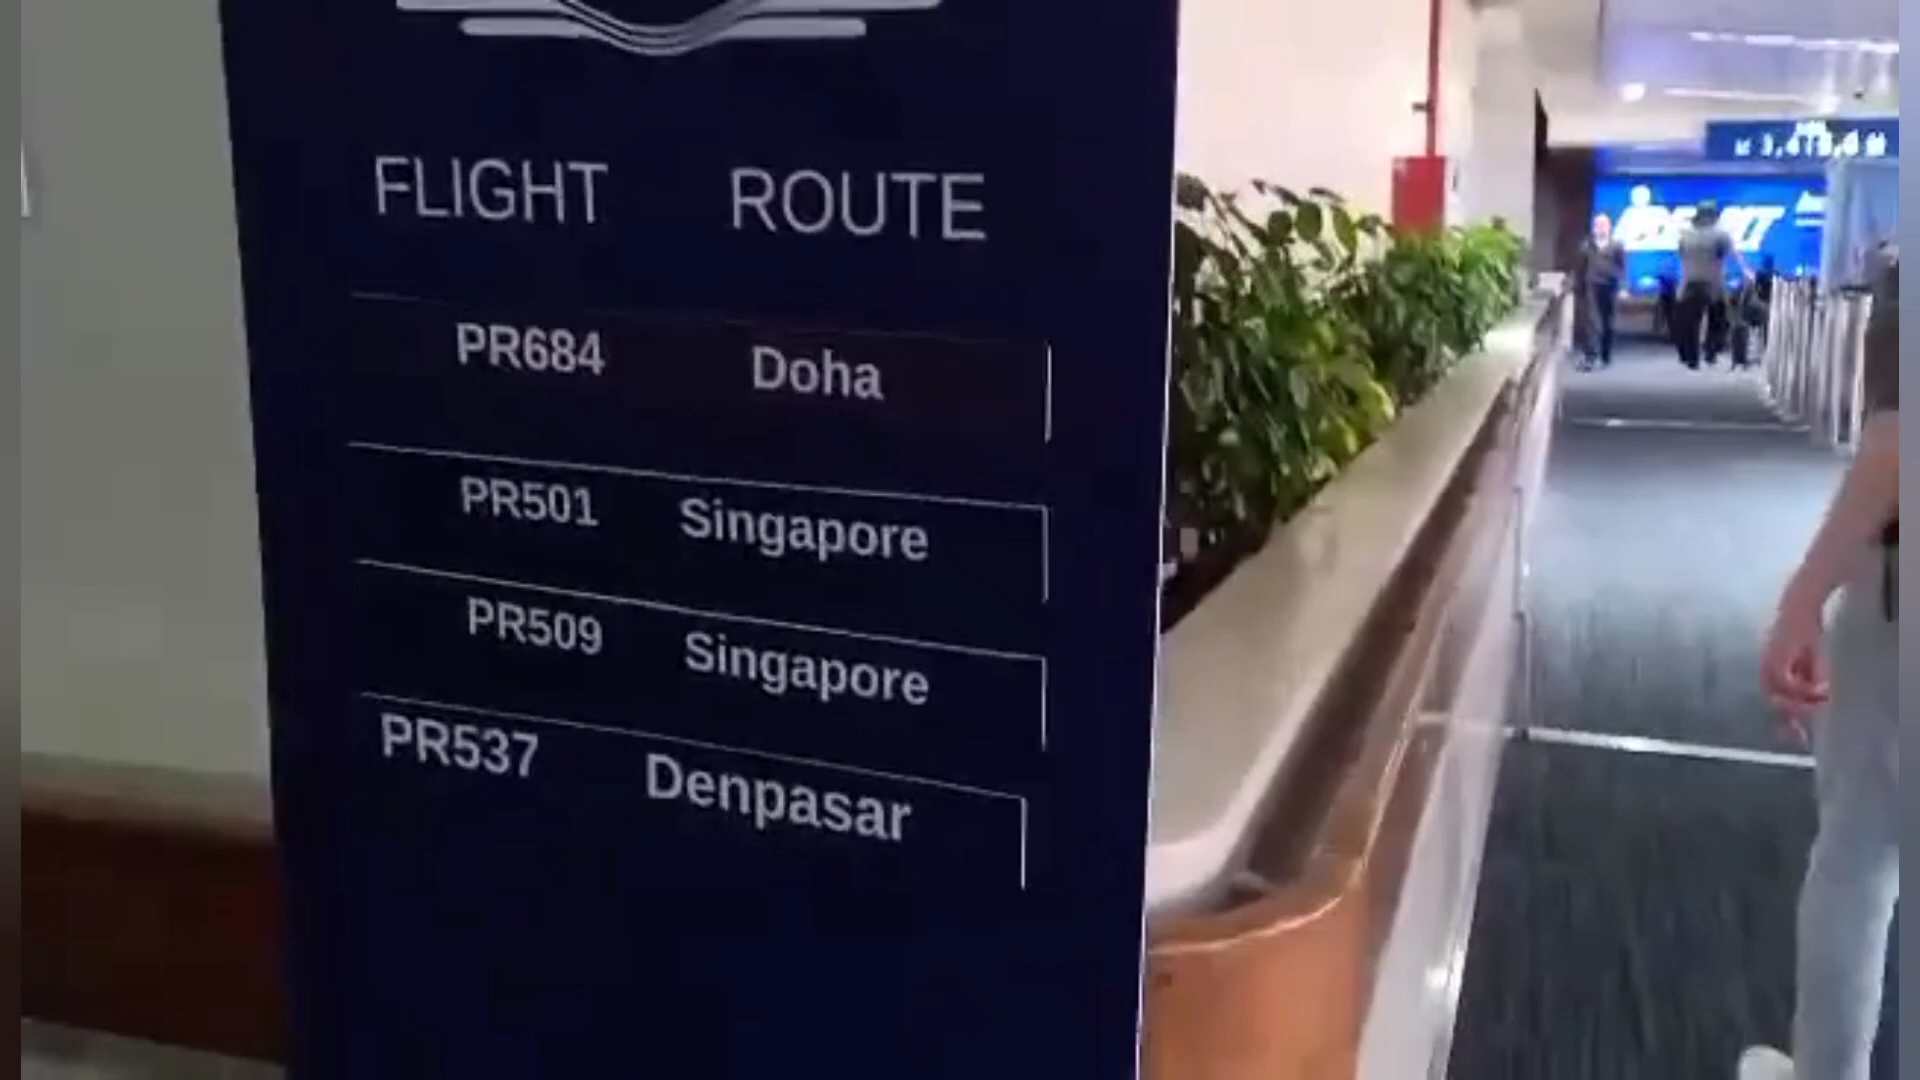 FLIGHT ROUTE
PR684 Doha
PR501 Singapore
PR509 Singapore
PR537 Denpasar